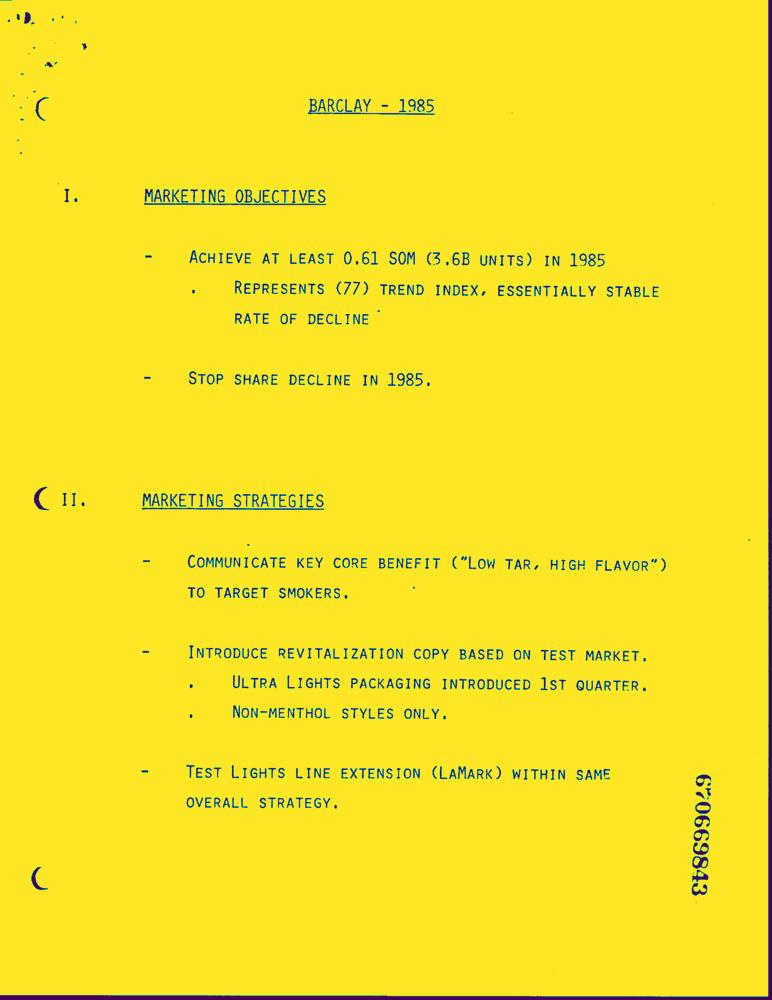 BARCLAY - 1985
I. MARKETING OBJECTIVES
- ACHIEVE AT LEAST 0.61 SOM (3.6B UNITS) IN 1985
. REPRESENTS (77) TREND INDEX, ESSENTIALLY STABLE
RATE OF DECLINE
- STOP SHARE DECLINE IN 1985.
II. MARKETING STRATEGIES
- COMMUNICATE KEY CORE BENEFIT ("LOW TAR, HIGH FLAVOR")
TO TARGET SMOKERS.
- INTRODUCE REVITALIZATION COPY BASED ON TEST MARKET.
. ULTRA LIGHTS PACKAGING INTRODUCED 1ST QUARTER.
. NON-MENTHOL STYLES ONLY.
- TEST LIGHTS LINE EXTENSION (LAMARK) WITHIN SAME
OVERALL STRATEGY.
670669843